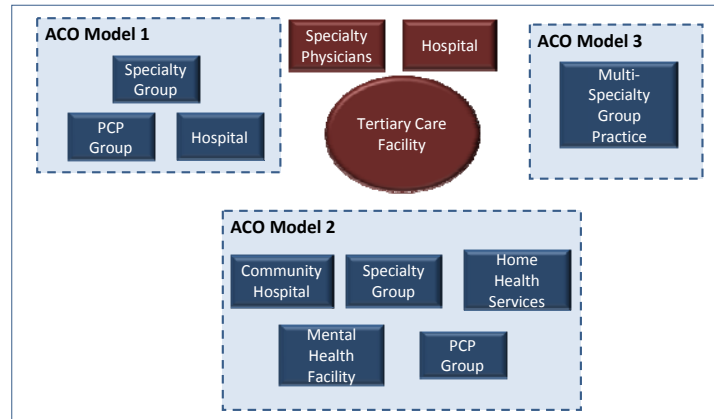 ACO Model 1
Specialty
Group
PCP
Group
Hospital
Specialty
Physicians
Hospital
Tertiary Care
Facility
ACO Model 3
Multi-
Specialty
Group
Practice
ACO Model 2
Community
Hospital
Specialty
Group
Home
Health
Services
Mental
Health
Facility
PCP
Group